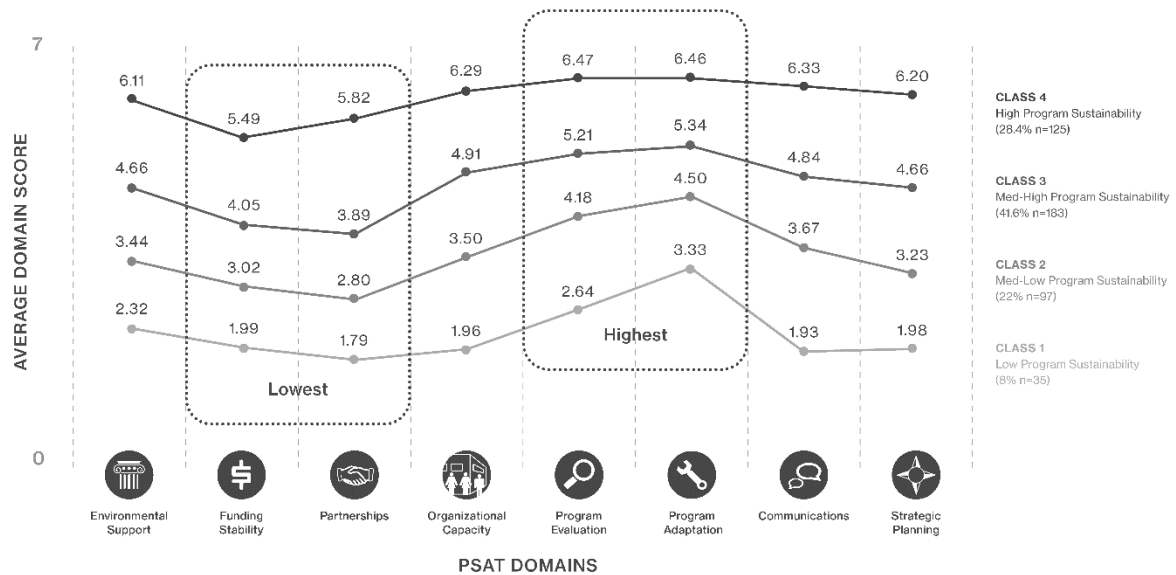 7
6.11
5.49
5.82
6.29
6.47
6.46
6.33
6.20
4.66
4.05
3.89
4.91
5.21
5.34
4.84
4.66
3.44
3.02
2.80
3.50
4.18
4.50
3.67
3.23
2.32
1.99
1.79
1.96
2.64
3.33
1.93
1.98
Lowest
Highest
0
AVERAGE DOMAIN SCORE
CLASS 4
High Program Sustainability
(28.4% n=125)
CLASS 3
Med-High Program Sustainability
(41.6% n=183)
CLASS 2
Med-Low Program Sustainability
(22% n=97)
CLASS 1
Low Program Sustainability
(8% n=35)
Environmental
Support
Funding
Stability
Partnerships
Organizational
Capacity
Program
Evaluation
Program
Adaptation
Communications
Strategic
Planning
PSAT DOMAINS